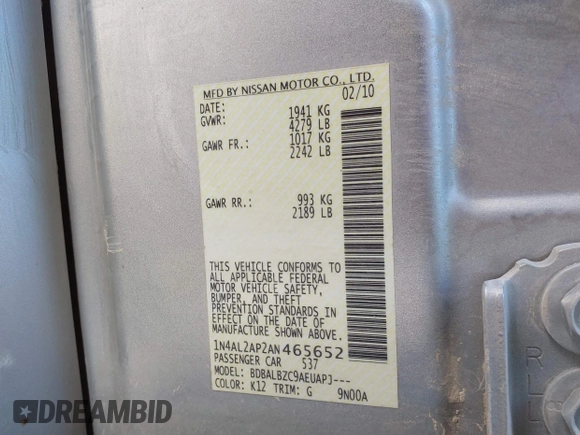 MFD BY NISSAN MOTOR CO., LTD.
DATE: 02/10
GVWR: 1941 KG
4279 LB
GAWR FR.: 1017 KG
2242 LB
GAWR RR.: 993 KG
2189 LB
THIS VEHICLE CONFORMS TO
ALL APPLICABLE FEDERAL
MOTOR VEHICLE SAFETY,
BUMPER, AND THEFT
PREVENTION STANDARDS IN
EFFECT ON THE DATE OF
MANUFACTURE SHOWN ABOVE.
1N4AL2AP2AN465652
PASSENGER CAR 537
MODEL: BDBALBZC9AEUAPJ---
COLOR: K12 TRIM: G 9N00A
RLL
DREAMBID
.COM